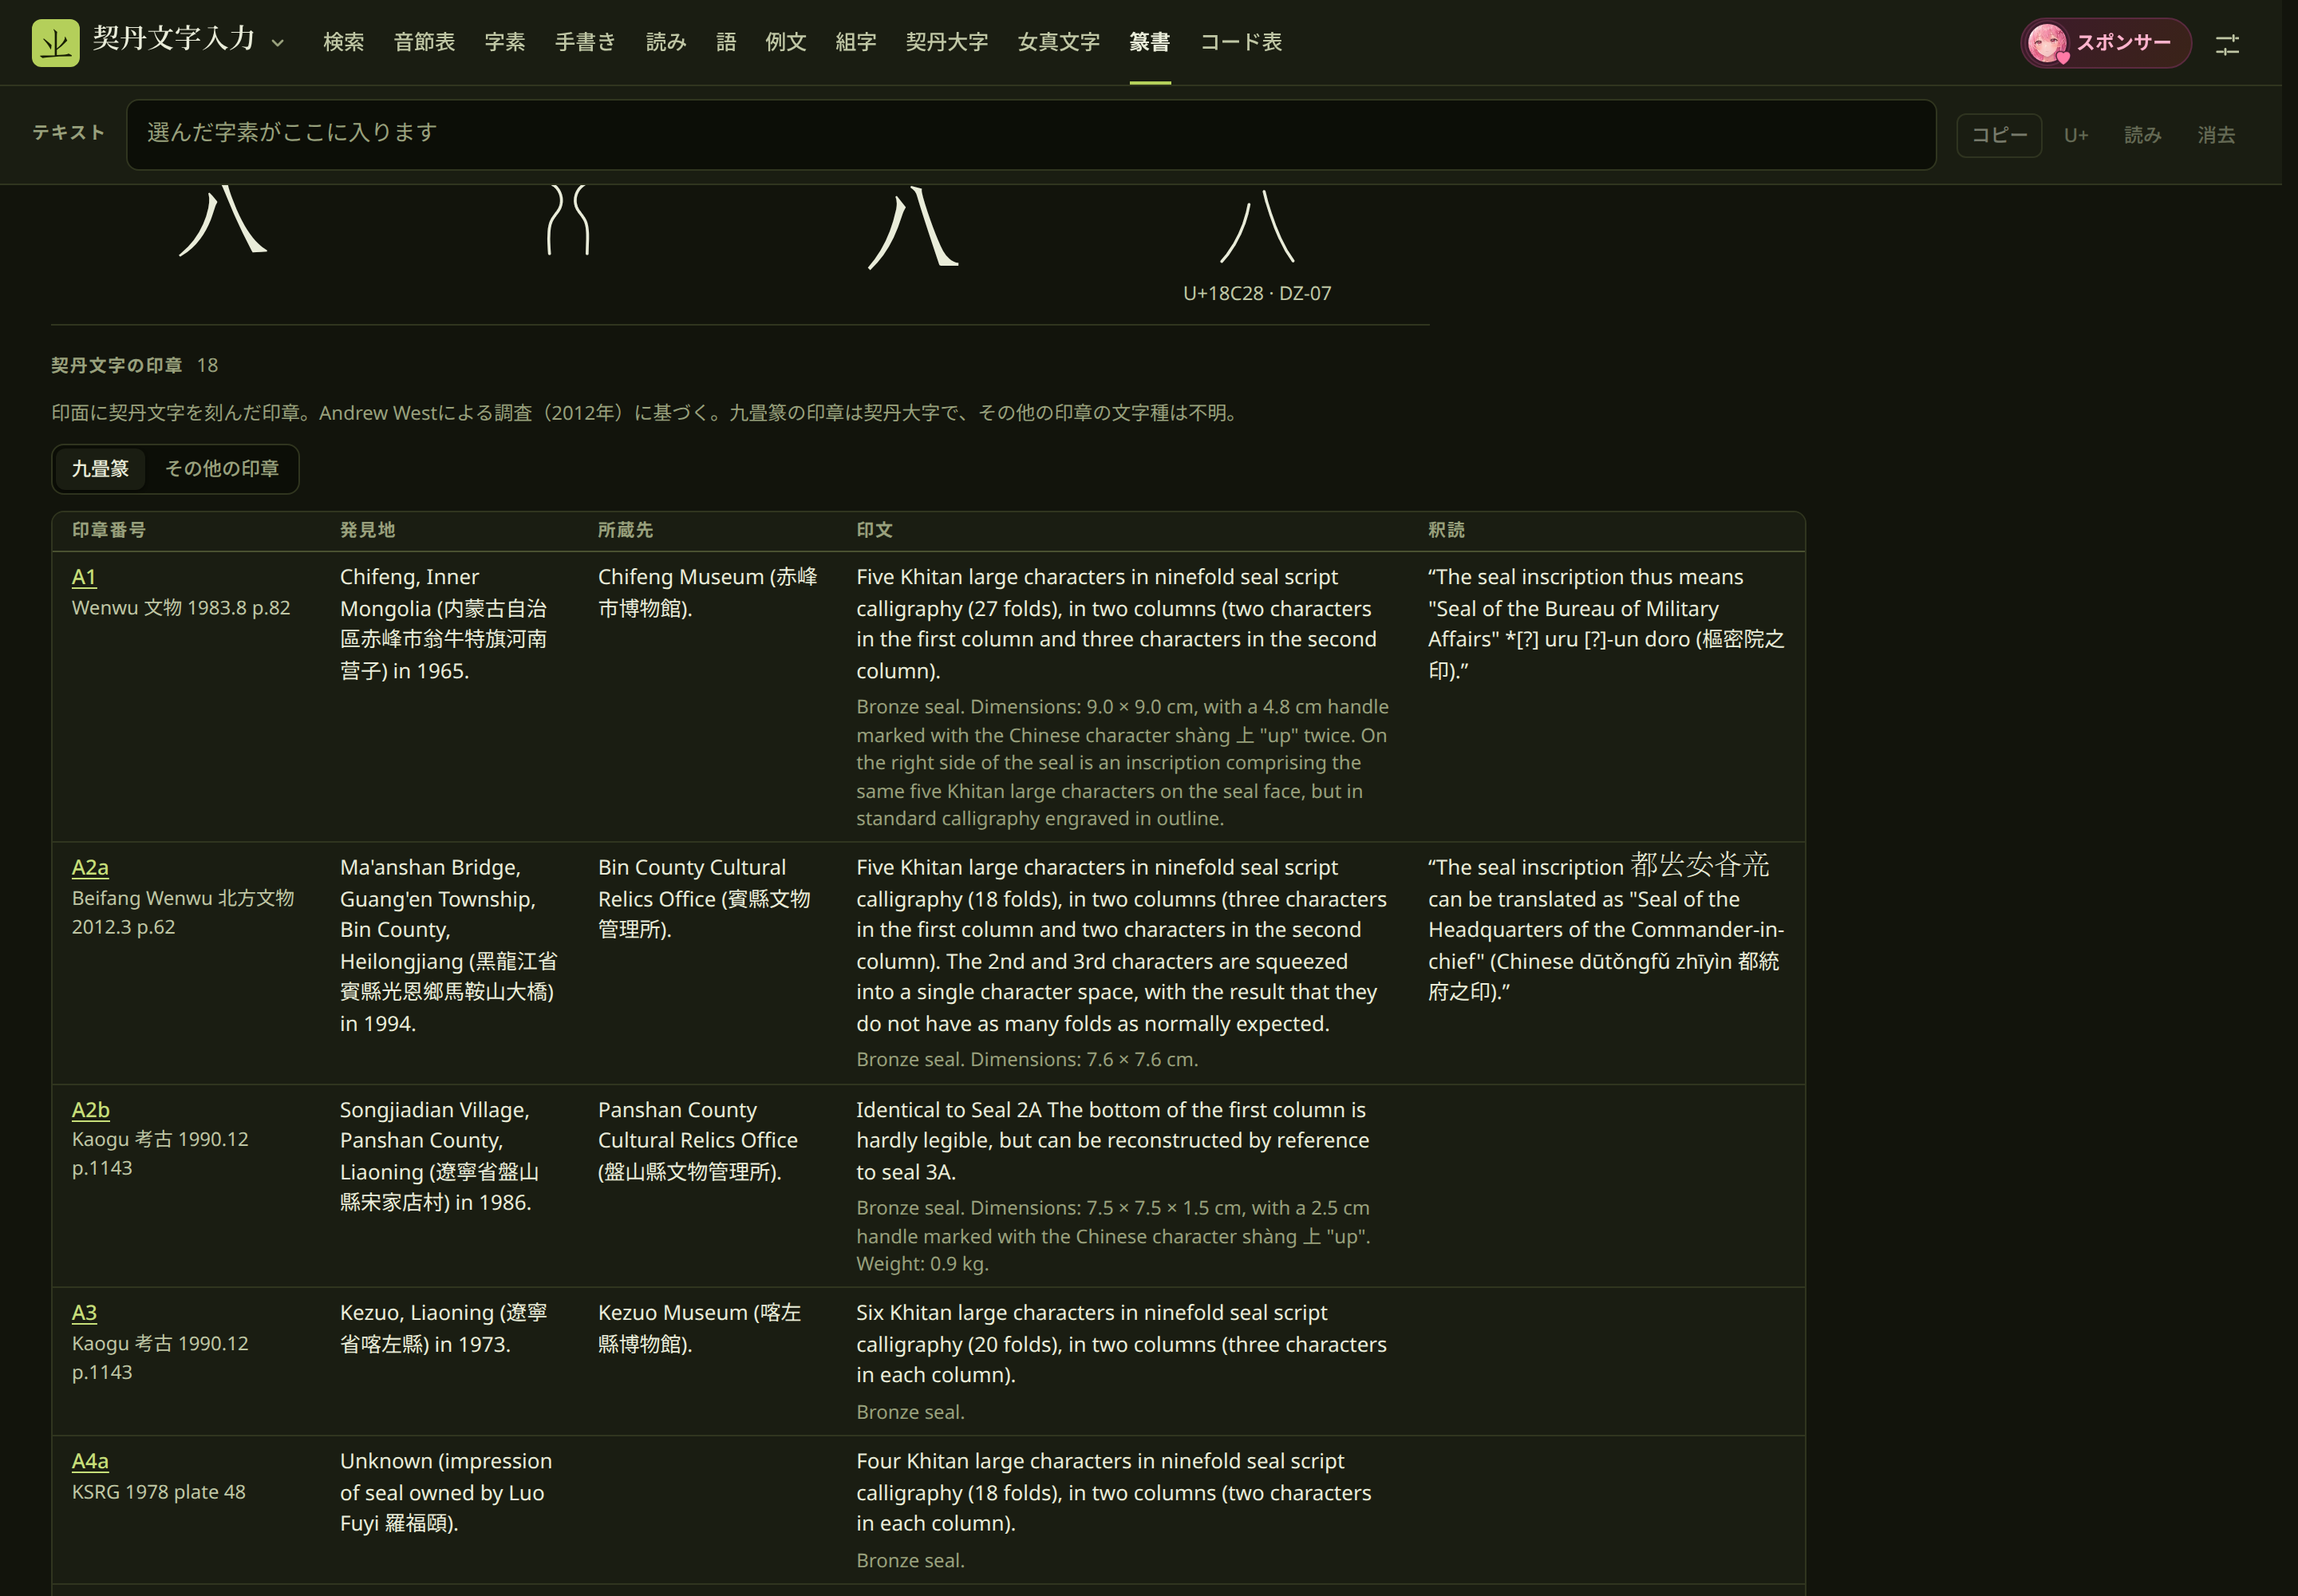 契丹文字入力
検索 音節表 字素 手書き 読み 語 例文 組字 契丹大字 女真文字 篆書 コード表
スポンサー
テキスト
選んだ字素がここに入ります
コピー U+ 読み 消去
U+18C28 · DZ-07
契丹文字の印章 18
印面に契丹文字を刻んだ印章。Andrew Westによる調査（2012年）に基づく。九畳篆の印章は契丹大字で、その他の印章の文字種は不明。
九畳篆 その他の印章
印章番号 発見地 所蔵先 印文 釈読
A1
Wenwu 文物 1983.8 p.82
Chifeng, Inner
Mongolia (内蒙古自治
區赤峰市翁牛特旗河南
营子) in 1965.
Chifeng Museum (赤峰
市博物館).
Five Khitan large characters in ninefold seal script
calligraphy (27 folds), in two columns (two characters
in the first column and three characters in the second
column).
Bronze seal. Dimensions: 9.0 × 9.0 cm, with a 4.8 cm handle
marked with the Chinese character shàng 上 "up" twice. On
the right side of the seal is an inscription comprising the
same five Khitan large characters on the seal face, but in
standard calligraphy engraved in outline.
“The seal inscription thus means
"Seal of the Bureau of Military
Affairs" *[?] uru [?]-un doro (樞密院之
印).”
A2a
Beifang Wenwu 北方文物
2012.3 p.62
Ma'anshan Bridge,
Guang'en Township,
Bin County,
Heilongjiang (黑龍江省
賓縣光恩鄉馬鞍山大橋)
in 1994.
Bin County Cultural
Relics Office (賓縣文物
管理所).
Five Khitan large characters in ninefold seal script
calligraphy (18 folds), in two columns (three characters
in the first column and two characters in the second
column). The 2nd and 3rd characters are squeezed
into a single character space, with the result that they
do not have as many folds as normally expected.
Bronze seal. Dimensions: 7.6 × 7.6 cm.
“The seal inscription
can be translated as "Seal of the
Headquarters of the Commander-in-
chief" (Chinese dūtǒngfǔ zhīyìn 都統
府之印).”
A2b
Kaogu 考古 1990.12
p.1143
Songjiadian Village,
Panshan County,
Liaoning (遼寧省盤山
縣宋家店村) in 1986.
Panshan County
Cultural Relics Office
(盤山縣文物管理所).
Identical to Seal 2A The bottom of the first column is
hardly legible, but can be reconstructed by reference
to seal 3A.
Bronze seal. Dimensions: 7.5 × 7.5 × 1.5 cm, with a 2.5 cm
handle marked with the Chinese character shàng 上 "up".
Weight: 0.9 kg.
A3
Kaogu 考古 1990.12
p.1143
Kezuo, Liaoning (遼寧
省喀左縣) in 1973.
Kezuo Museum (喀左
縣博物館).
Six Khitan large characters in ninefold seal script
calligraphy (20 folds), in two columns (three characters
in each column).
Bronze seal.
A4a
KSRG 1978 plate 48
Unknown (impression
of seal owned by Luo
Fuyi 羅福頤).
Four Khitan large characters in ninefold seal script
calligraphy (18 folds), in two columns (two characters
in each column).
Bronze seal.